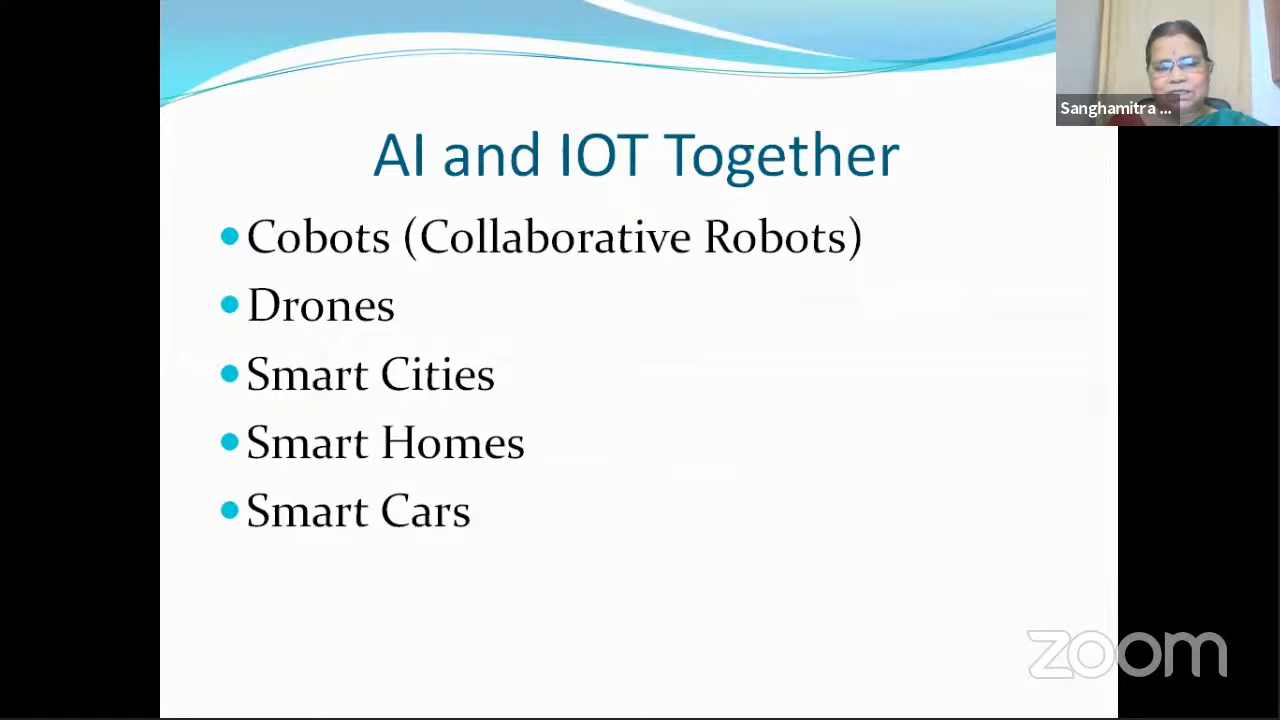 Sanghamitra ...
AI and IOT Together
Cobots (Collaborative Robots)
Drones
Smart Cities
Smart Homes
Smart Cars
zoom